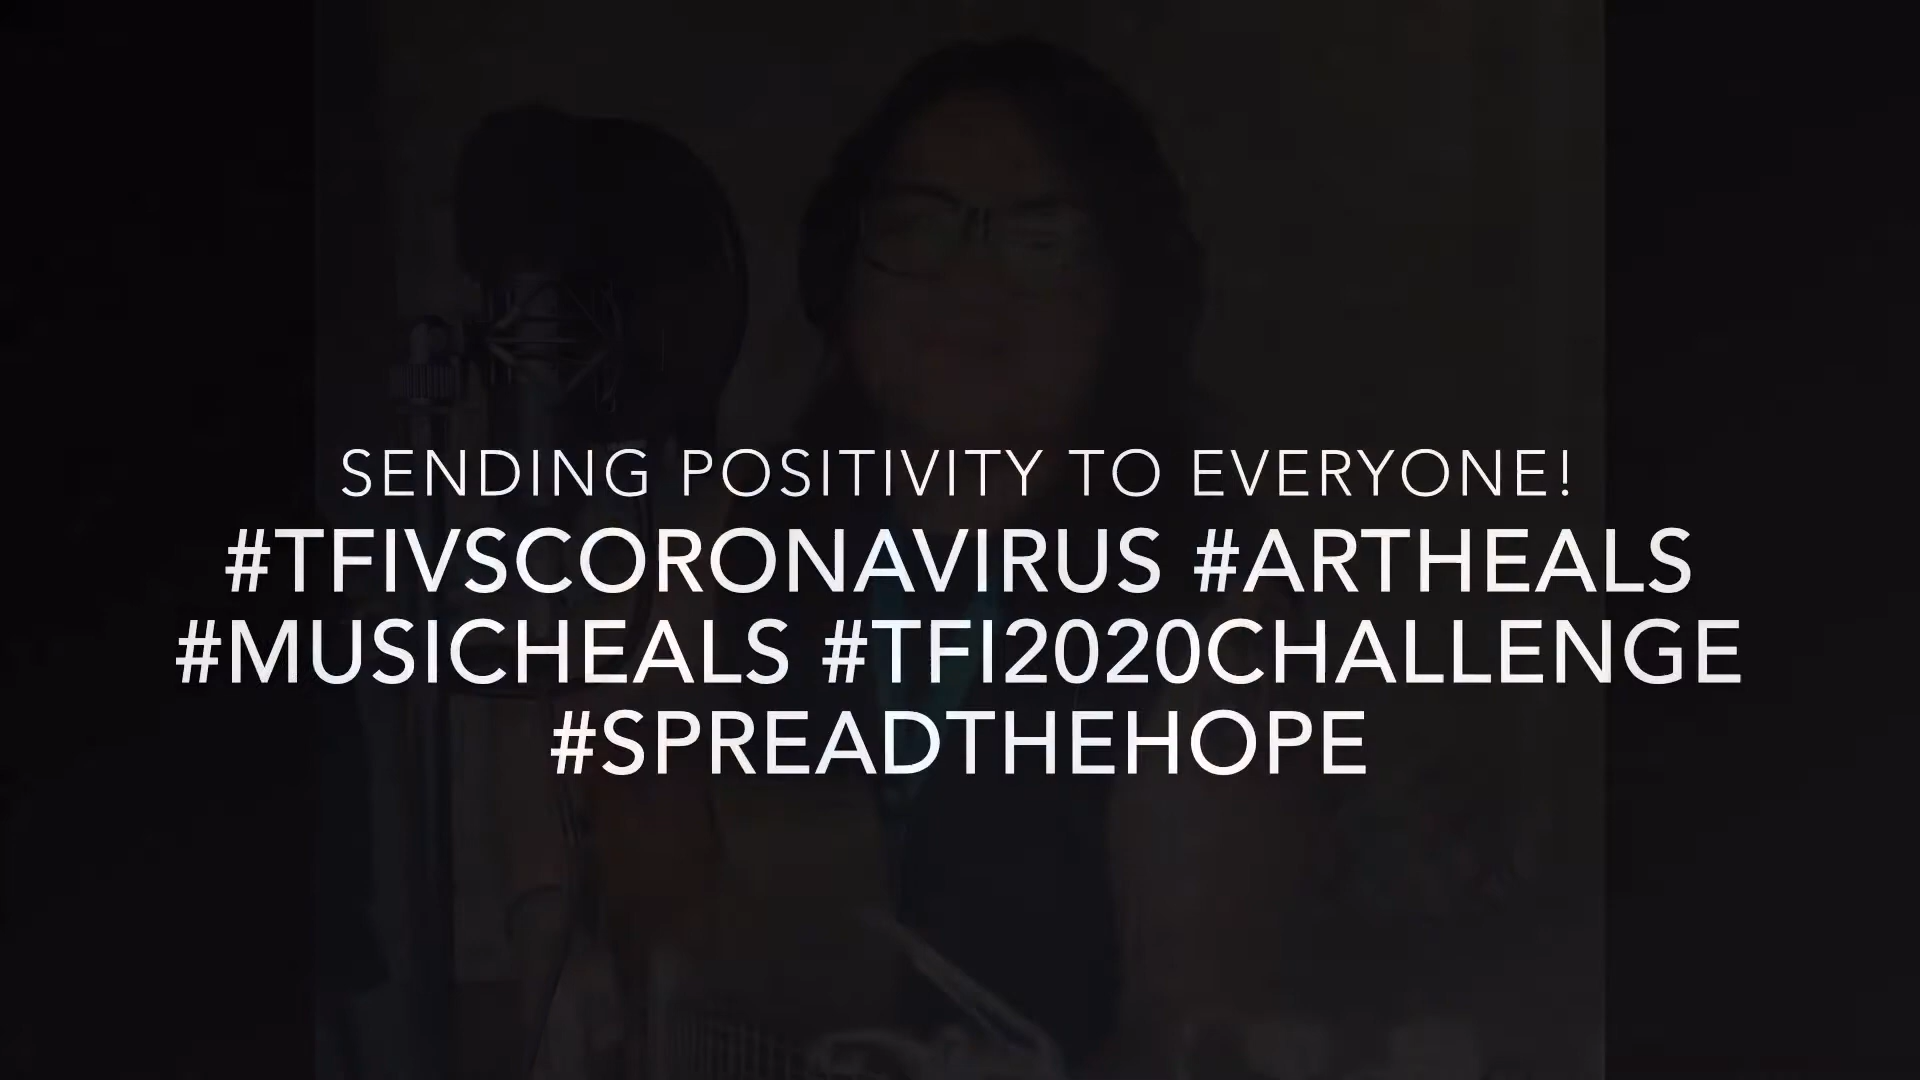 SENDING POSITIVITY TO EVERYONE!
#TFIVSCORONAVIRUS #ARTHEALS
#MUSICHEALS #TFI2020CHALLENGE
#SPREADTHEHOPE